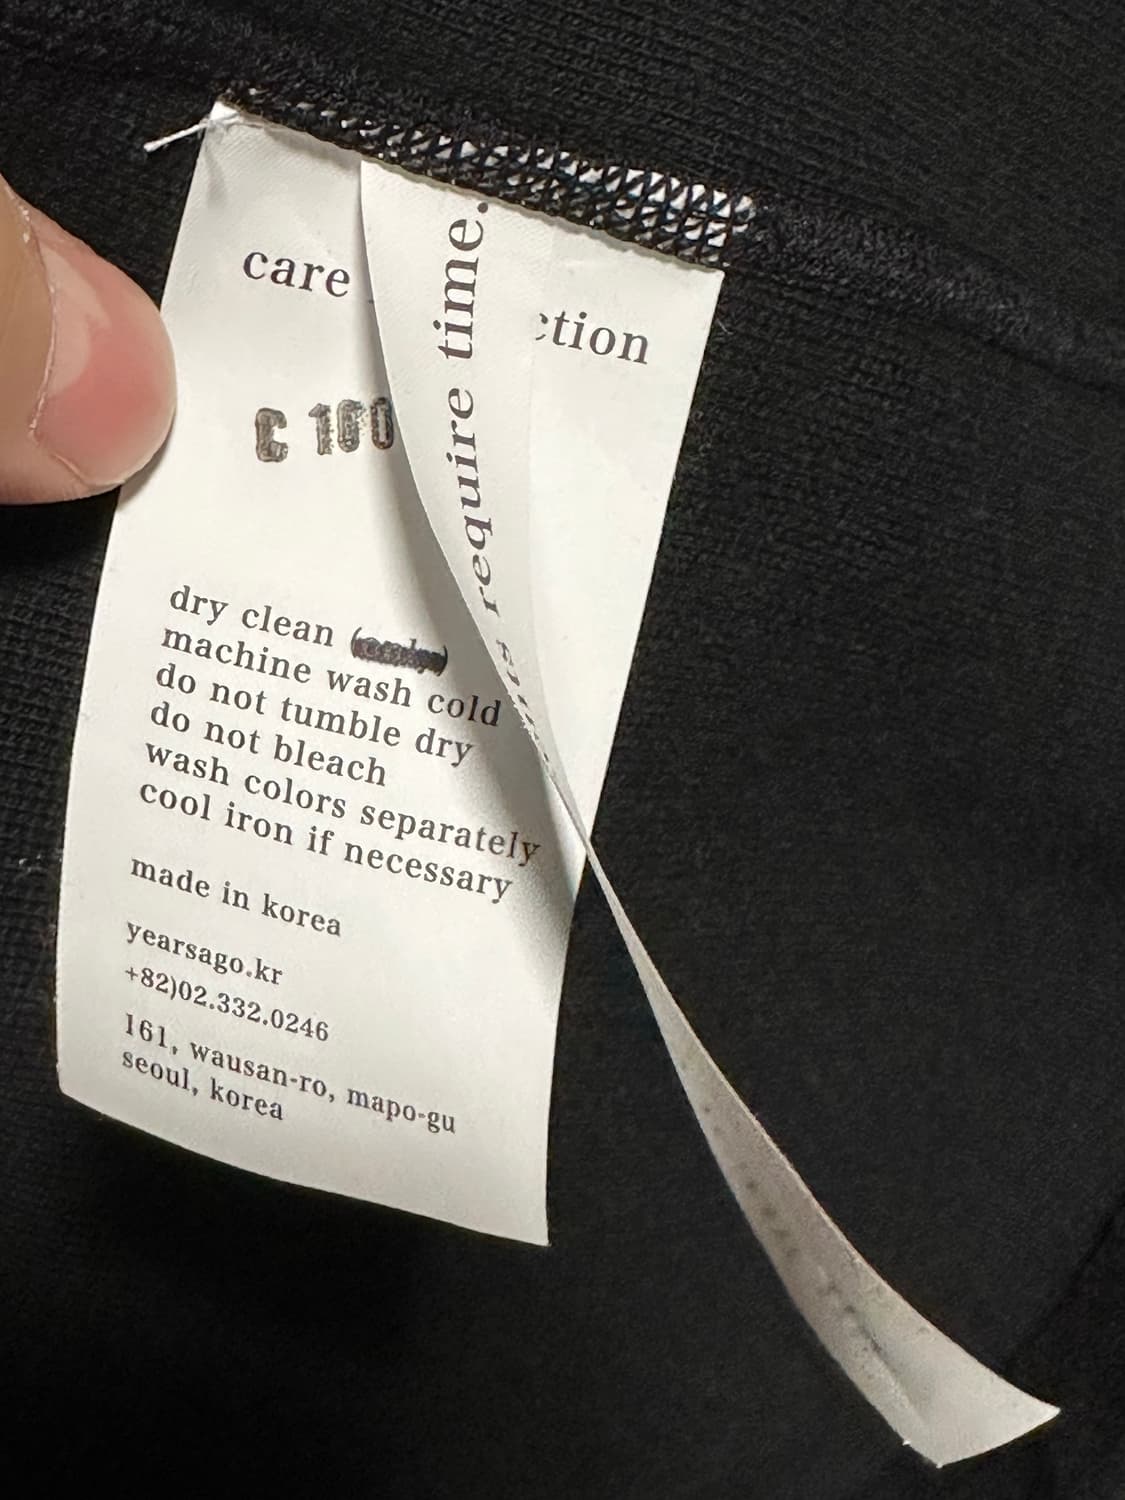 care
ction
C 100
dry clean
machine wash cold
do not tumble dry
do not bleach
wash colors separately
cool iron if necessary
made in korea
yearsago.kr
+82)02.332.0246
161, wausan-ro, mapo-gu
seoul, korea
require time.